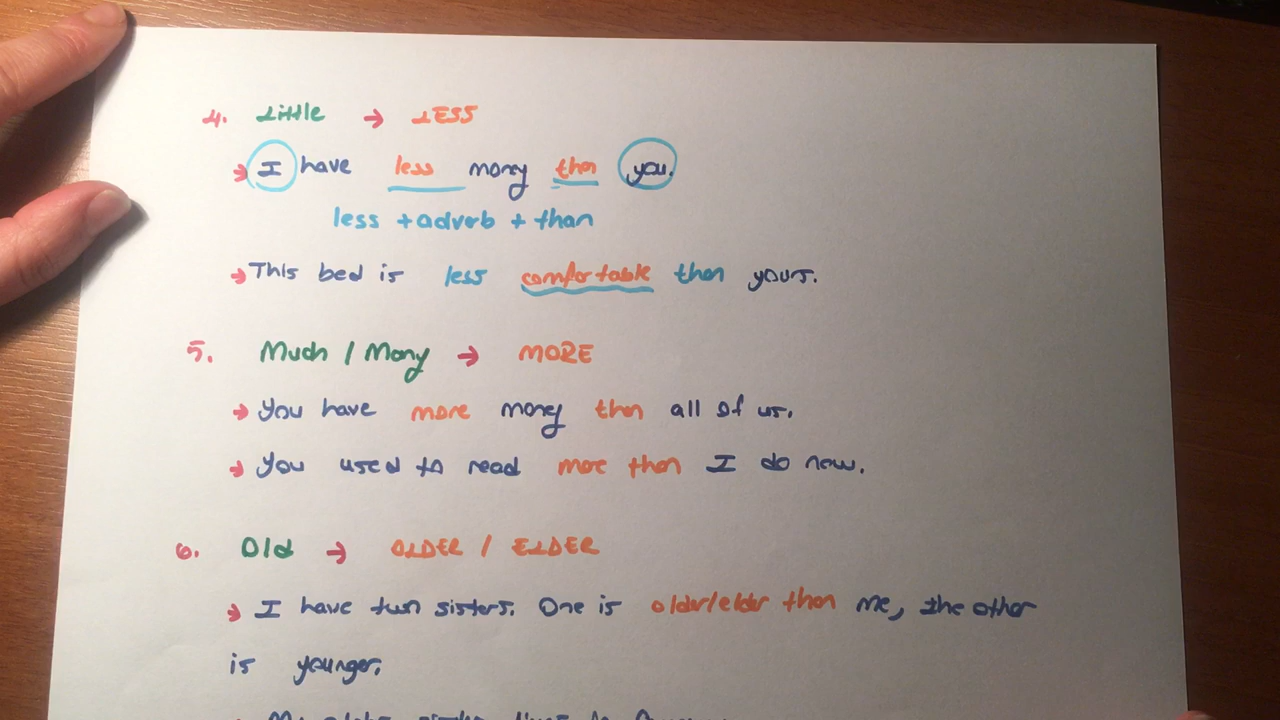 4. Little → LESS
→ I have less money than you.
less + adverb + than
→ This bed is less comfortable than yours.
5. Much / Many → MORE
→ You have more money than all of us.
→ You used to read more than I do now.
6. Old → OLDER / ELDER
→ I have two sisters. One is older/elder than me, the other
is younger.